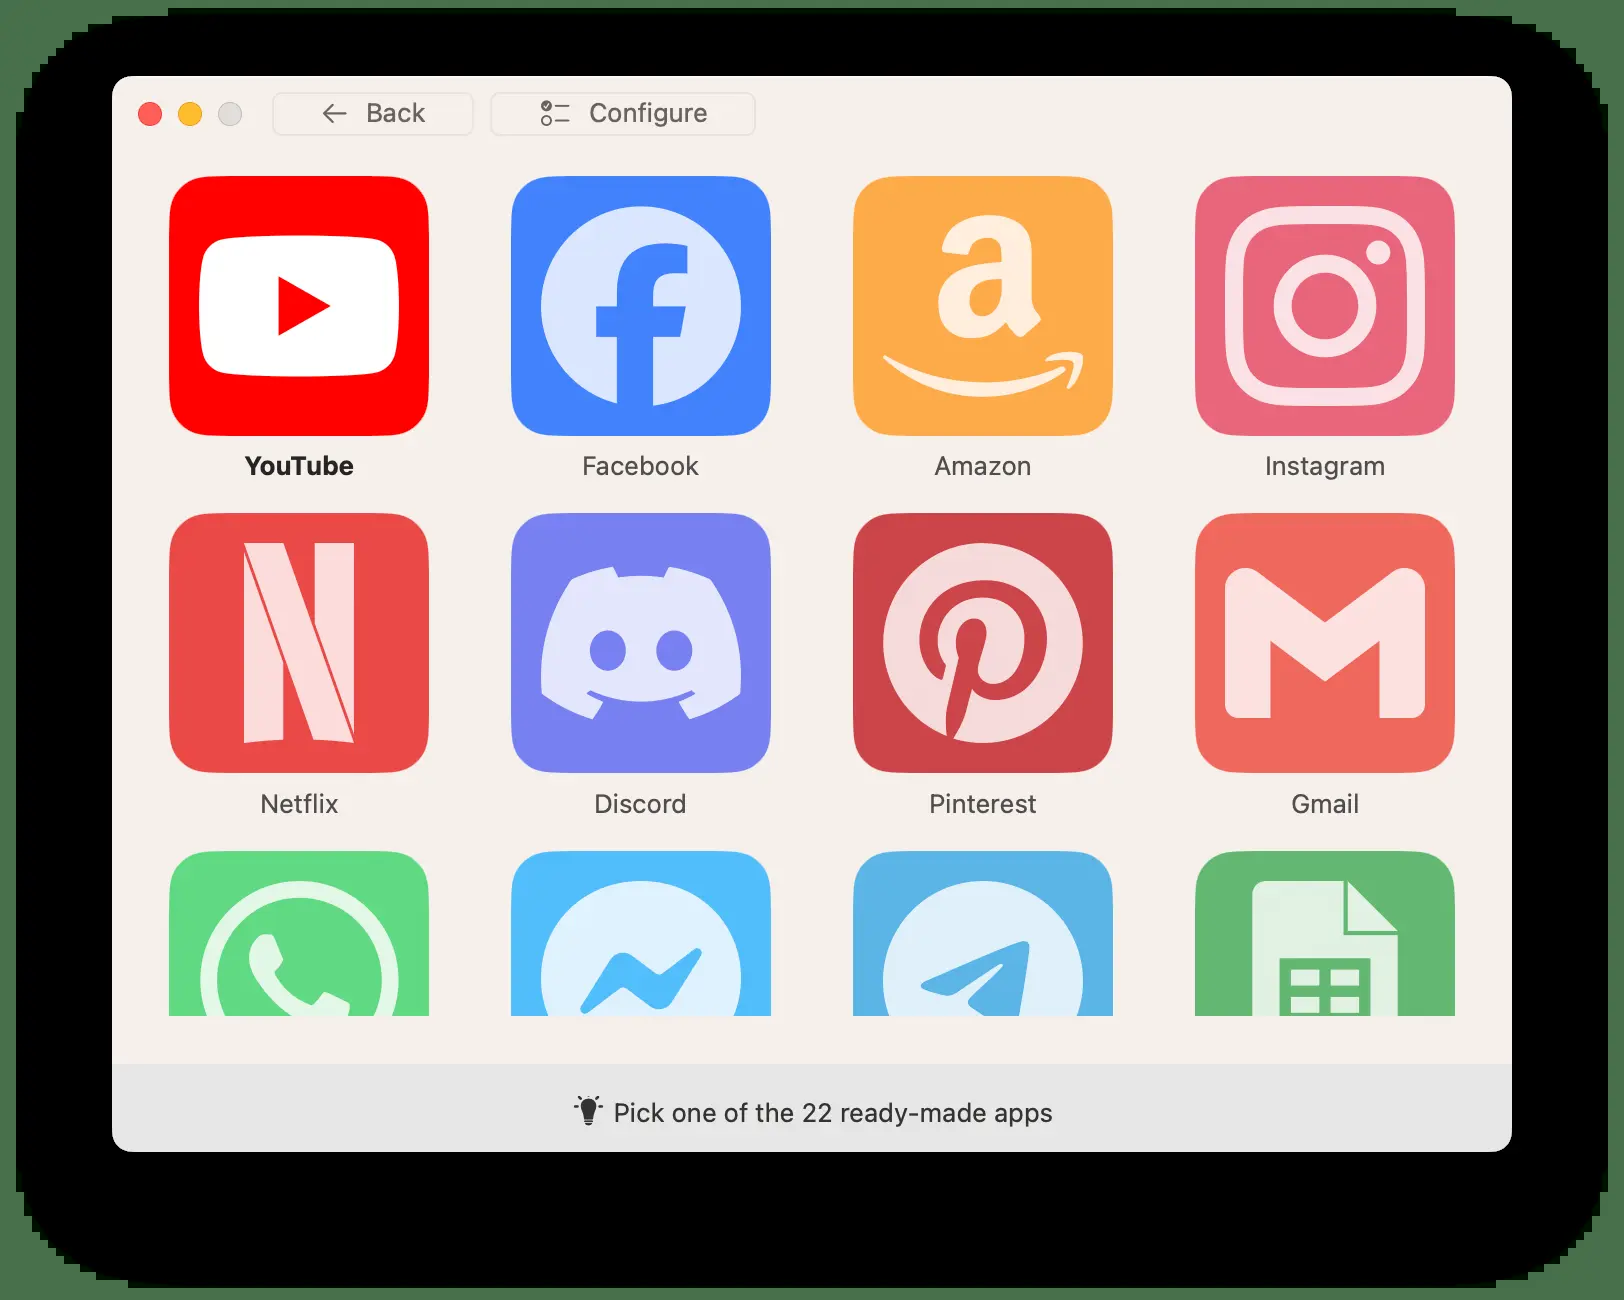 Back
Configure
YouTube
Facebook
Amazon
Instagram
Netflix
Discord
Pinterest
Gmail
Pick one of the 22 ready-made apps